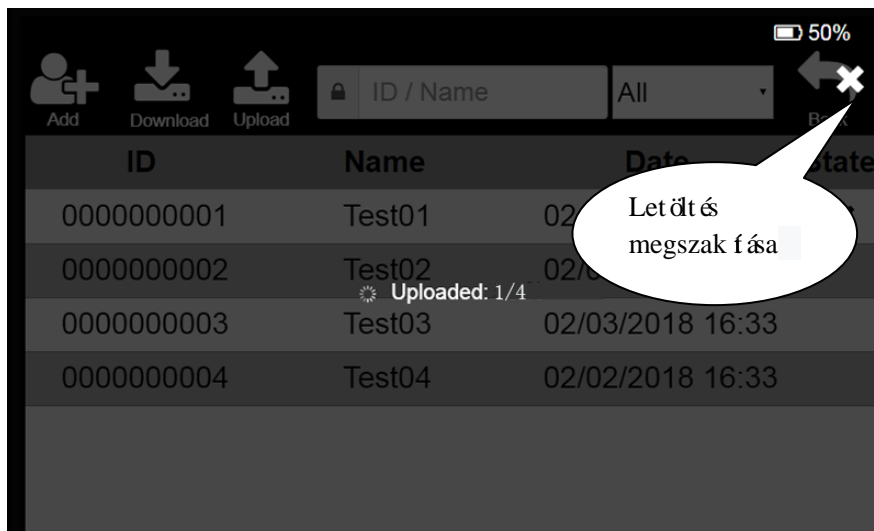 50%
Add Download Upload ID / Name All Back
ID Name Date State
0000000001 Test01 02
Letöltés
megszakítása
0000000002 Test02 02/0
Uploaded: 1/4
0000000003 Test03 02/03/2018 16:33
0000000004 Test04 02/02/2018 16:33